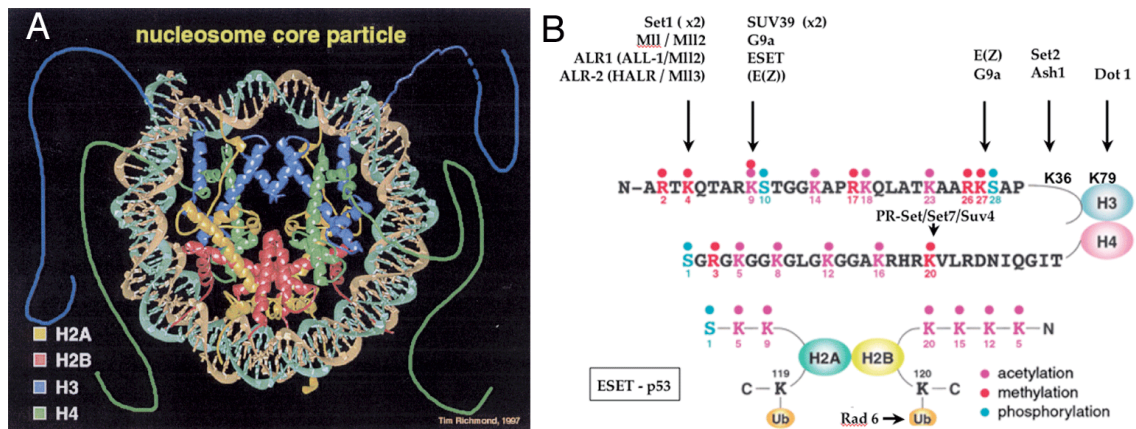 A
nucleosome core particle
H2A
H2B
H3
H4
Tim Richmond, 1997
B
Set1 ( x2)
Mll / Mll2
ALR1 (ALL-1/Mll2)
ALR-2 (HALR / Mll3)
SUV39 (x2)
G9a
ESET
(E(Z))
E(Z)
G9a
Set2
Ash1
Dot 1
N-ARTKQTARKSTGGKAPRKQLATKAARKSAP K36 K79
2 4 9 10 14 17 18 23 26 27 28
H3
PR-Set/Set7/Suv4
H4
SGRGKGGKGLGKGGAKRHRKVLRDNIQGIT
1 3 5 8 12 16 20
S-K-K
1 5 9
K-K-K-K-N
20 15 12 5
H2A H2B
119
C-K
Ub
120
K-C
Rad 6
Ub
ESET - p53
acetylation
methylation
phosphorylation